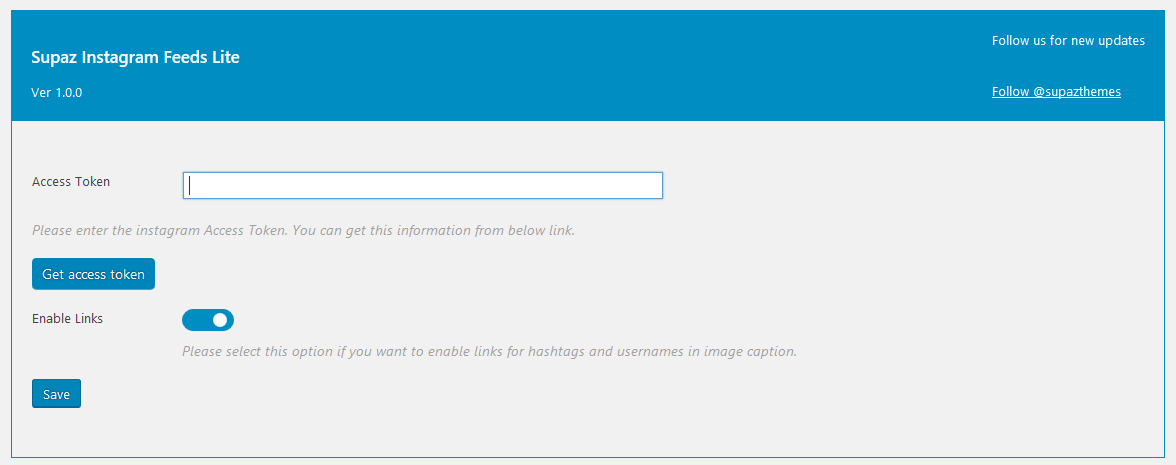 Supaz Instagram Feeds Lite
Ver 1.0.0
Follow us for new updates
Follow @supazthemes
Access Token
Please enter the instagram Access Token. You can get this information from below link.
Get access token
Enable Links
Please select this option if you want to enable links for hashtags and usernames in image caption.
Save